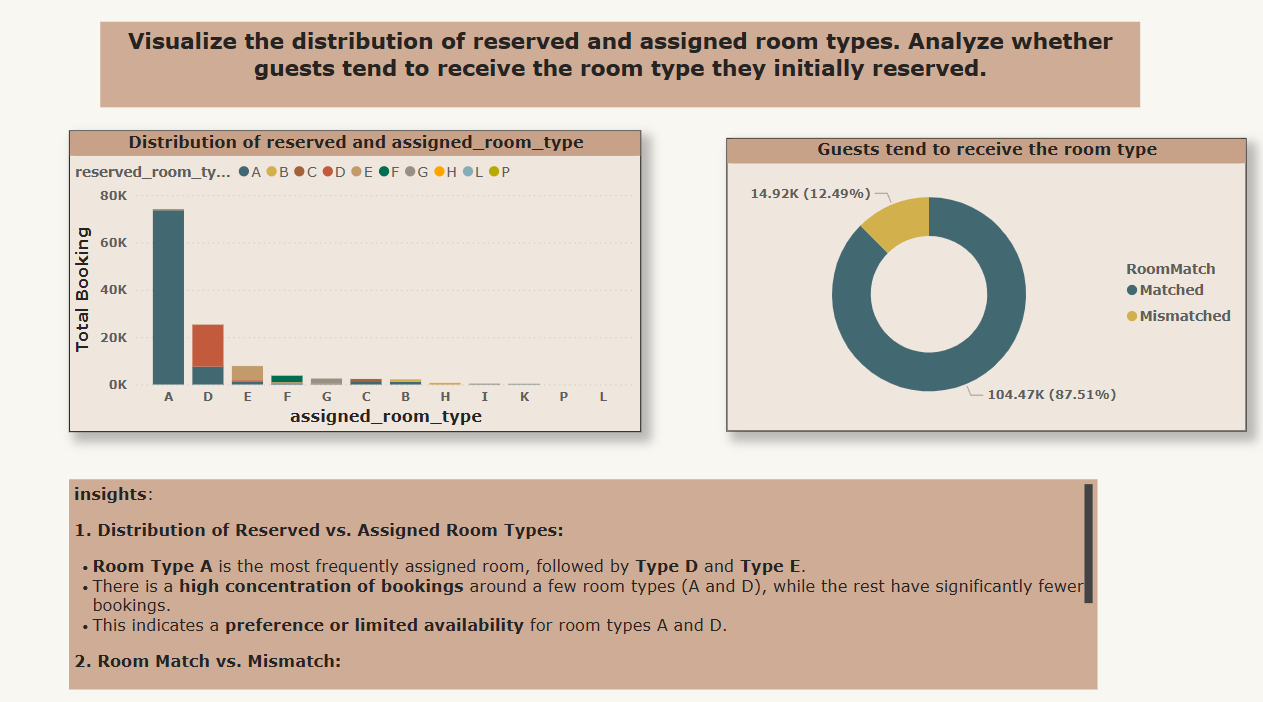 Visualize the distribution of reserved and assigned room types. Analyze whether
guests tend to receive the room type they initially reserved.
Distribution of reserved and assigned_room_type
reserved_room_ty... A B C D E F G H L P
80K
60K
40K
20K
0K
Total Booking
A D E F G C B H I K P L
assigned_room_type
Guests tend to receive the room type
14.92K (12.49%)
104.47K (87.51%)
RoomMatch
Matched
Mismatched
insights:
1. Distribution of Reserved vs. Assigned Room Types:
• Room Type A is the most frequently assigned room, followed by Type D and Type E.
• There is a high concentration of bookings around a few room types (A and D), while the rest have significantly fewer
bookings.
• This indicates a preference or limited availability for room types A and D.
2. Room Match vs. Mismatch: